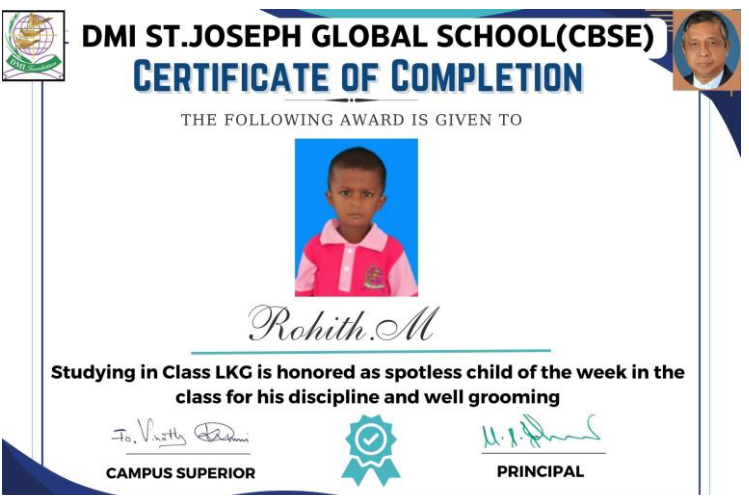 DMI ST.JOSEPH GLOBAL SCHOOL(CBSE)
CERTIFICATE OF COMPLETION
THE FOLLOWING AWARD IS GIVEN TO
Rohith.M
Studying in Class LKG is honored as spotless child of the week in the
class for his discipline and well grooming
CAMPUS SUPERIOR
PRINCIPAL